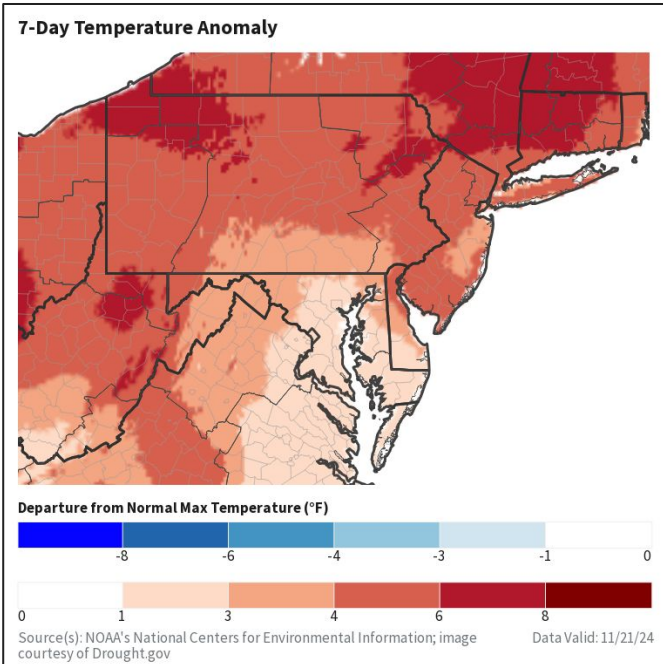 7-Day Temperature Anomaly
Departure from Normal Max Temperature (°F)
-8 -6 -4 -3 -1 0
0 1 3 4 6 8
Source(s): NOAA's National Centers for Environmental Information; image Data Valid: 11/21/24
courtesy of Drought.gov